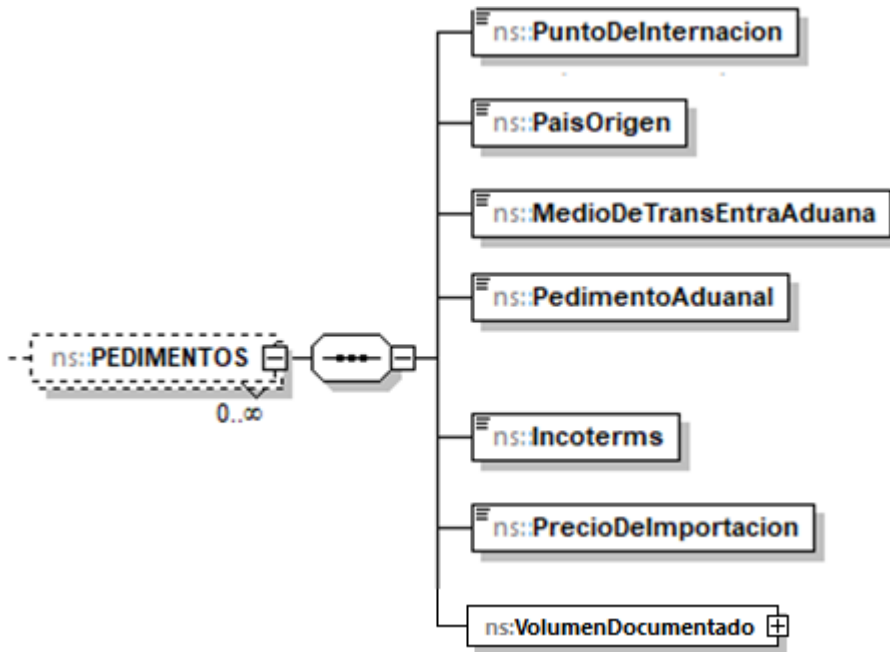 ns::PuntoDeInternacion
ns::PaisOrigen
ns::MedioDeTransEntraAduana
ns::PedimentoAduanal
ns::PEDIMENTOS
0..∞
ns::Incoterms
ns::PrecioDeImportacion
ns:VolumenDocumentado